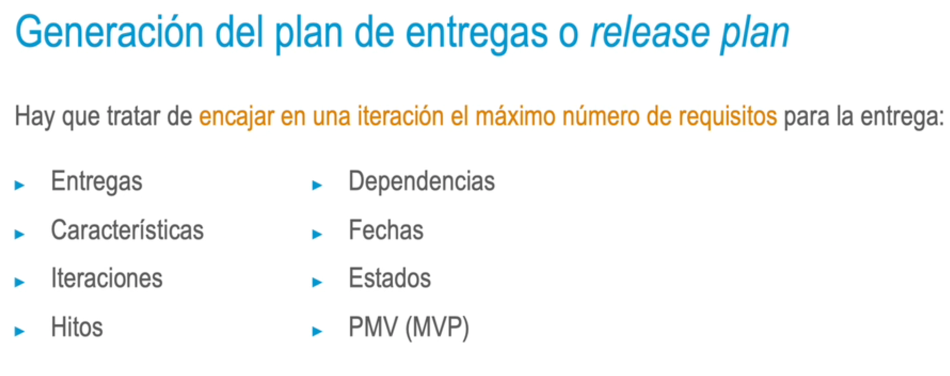 Generación del plan de entregas o release plan
Hay que tratar de encajar en una iteración el máximo número de requisitos para la entrega:
Entregas
Características
Iteraciones
Hitos
Dependencias
Fechas
Estados
PMV (MVP)